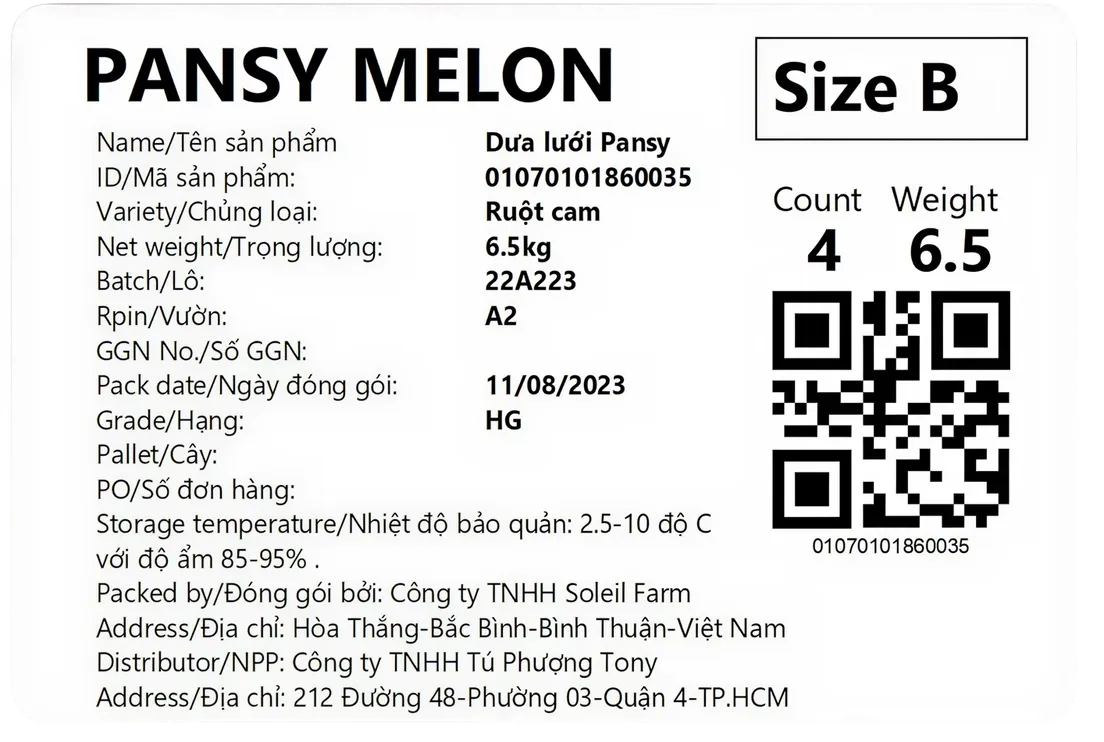 PANSY MELON
Size B
Name/Tên sản phẩm Dưa lưới Pansy
ID/Mã sản phẩm: 01070101860035
Variety/Chủng loại: Ruột cam
Net weight/Trọng lượng: 6.5kg
Batch/Lô: 22A223
Rpin/Vườn: A2
GGN No./Số GGN:
Pack date/Ngày đóng gói: 11/08/2023
Grade/Hạng: HG
Pallet/Cây:
PO/Số đơn hàng:
Storage temperature/Nhiệt độ bảo quản: 2.5-10 độ C
với độ ẩm 85-95% .
Packed by/Đóng gói bởi: Công ty TNHH Soleil Farm
Address/Địa chỉ: Hòa Thắng-Bắc Bình-Bình Thuận-Việt Nam
Distributor/NPP: Công ty TNHH Tú Phượng Tony
Address/Địa chỉ: 212 Đường 48-Phường 03-Quận 4-TP.HCM
Count Weight
4 6.5
01070101860035